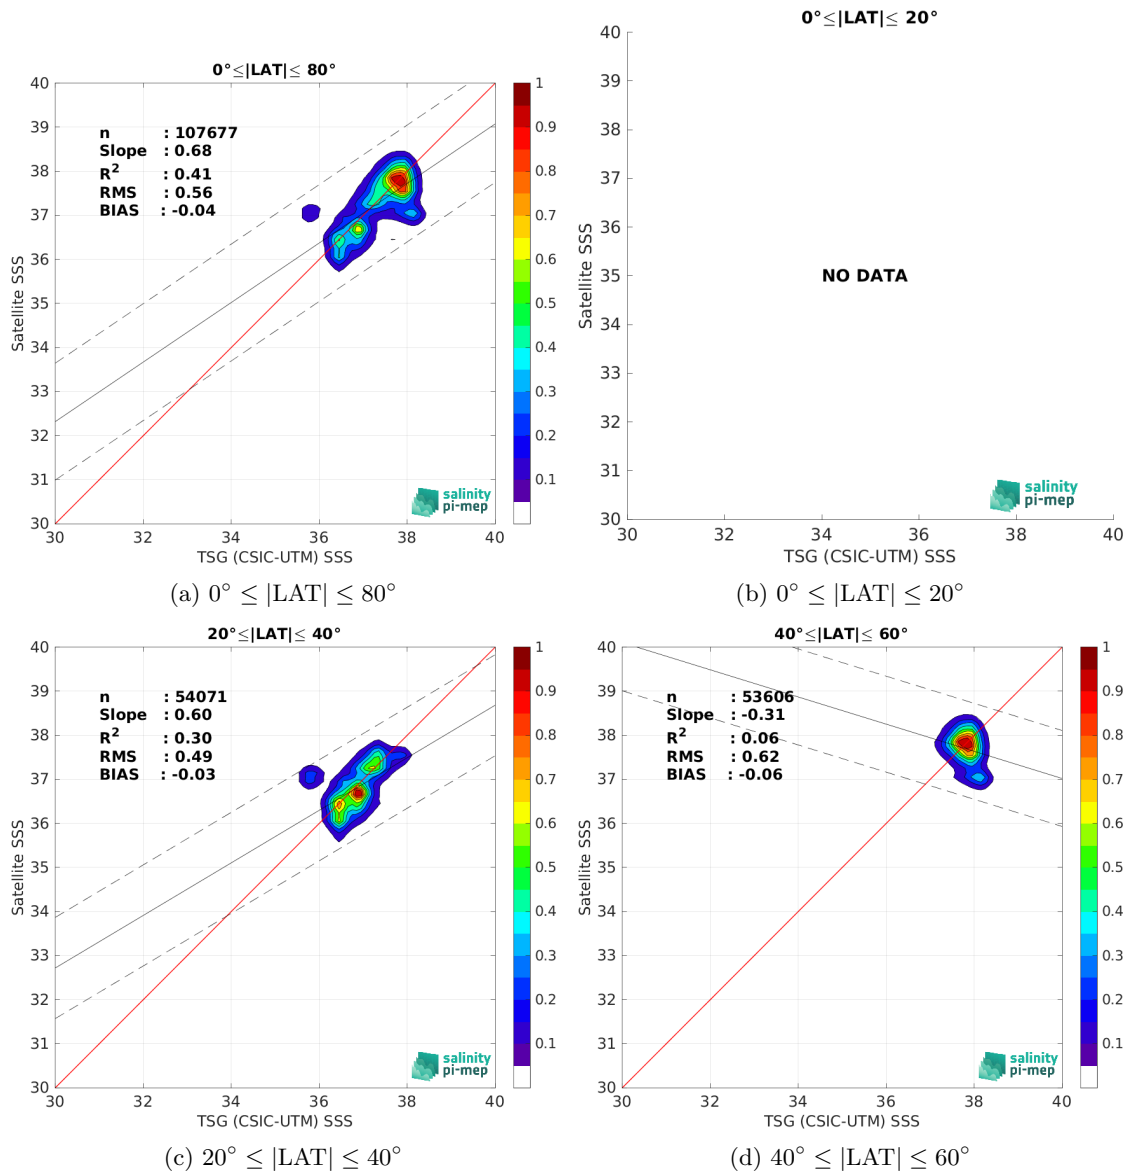 0°≤|LAT|≤ 80°
40
39
38
37
36
35
34
33
32
31
30
30 32 34 36 38 40
Satellite SSS
TSG (CSIC-UTM) SSS
n : 107677
Slope : 0.68
R² : 0.41
RMS : 0.56
BIAS : -0.04
1
0.9
0.8
0.7
0.6
0.5
0.4
0.3
0.2
0.1
salinity
pi-mep
(a) 0° ≤ |LAT| ≤ 80°
0°≤|LAT|≤ 20°
40
39
38
37
36
35
34
33
32
31
30
30 32 34 36 38 40
Satellite SSS
TSG (CSIC-UTM) SSS
NO DATA
salinity
pi-mep
(b) 0° ≤ |LAT| ≤ 20°
20°≤|LAT|≤ 40°
40
39
38
37
36
35
34
33
32
31
30
30 32 34 36 38 40
Satellite SSS
TSG (CSIC-UTM) SSS
n : 54071
Slope : 0.60
R² : 0.30
RMS : 0.49
BIAS : -0.03
1
0.9
0.8
0.7
0.6
0.5
0.4
0.3
0.2
0.1
salinity
pi-mep
(c) 20° ≤ |LAT| ≤ 40°
40°≤|LAT|≤ 60°
40
39
38
37
36
35
34
33
32
31
30
30 32 34 36 38 40
Satellite SSS
TSG (CSIC-UTM) SSS
n : 53606
Slope : -0.31
R² : 0.06
RMS : 0.62
BIAS : -0.06
1
0.9
0.8
0.7
0.6
0.5
0.4
0.3
0.2
0.1
salinity
pi-mep
(d) 40° ≤ |LAT| ≤ 60°